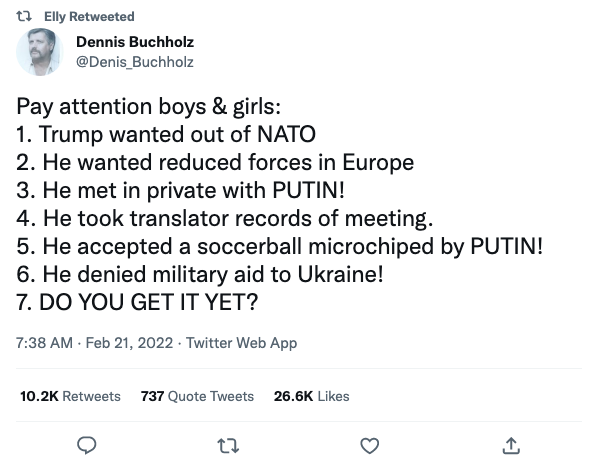 Elly Retweeted
Dennis Buchholz
@Denis_Buchholz
Pay attention boys & girls:
1. Trump wanted out of NATO
2. He wanted reduced forces in Europe
3. He met in private with PUTIN!
4. He took translator records of meeting.
5. He accepted a soccerball microchiped by PUTIN!
6. He denied military aid to Ukraine!
7. DO YOU GET IT YET?
7:38 AM · Feb 21, 2022 · Twitter Web App
10.2K Retweets 737 Quote Tweets 26.6K Likes